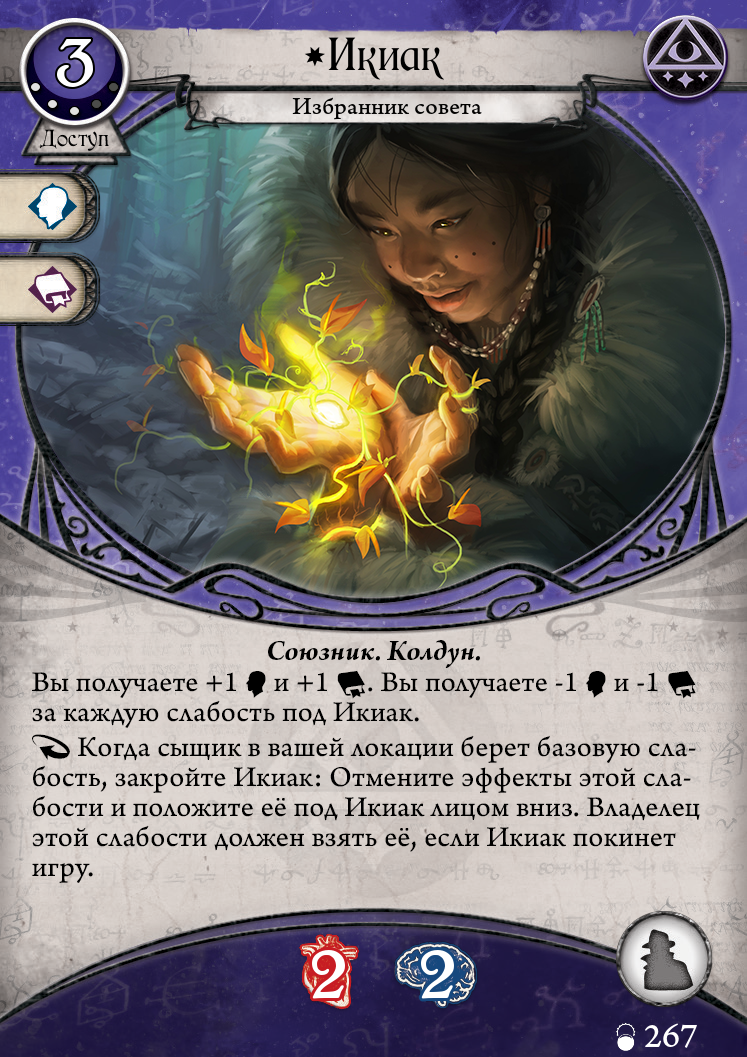 3
Икиак
Избранник совета
Доступ
Союзник. Колдун.
Вы получаете +1 и +1 . Вы получаете -1 и -1
за каждую слабость под Икиак.
Когда сыщик в вашей локации берет базовую сла-
бость, закройте Икиак: Отмените эффекты этой сла-
бости и положите её под Икиак лицом вниз. Владелец
этой слабости должен взять её, если Икиак покинет
игру.
2 2
267